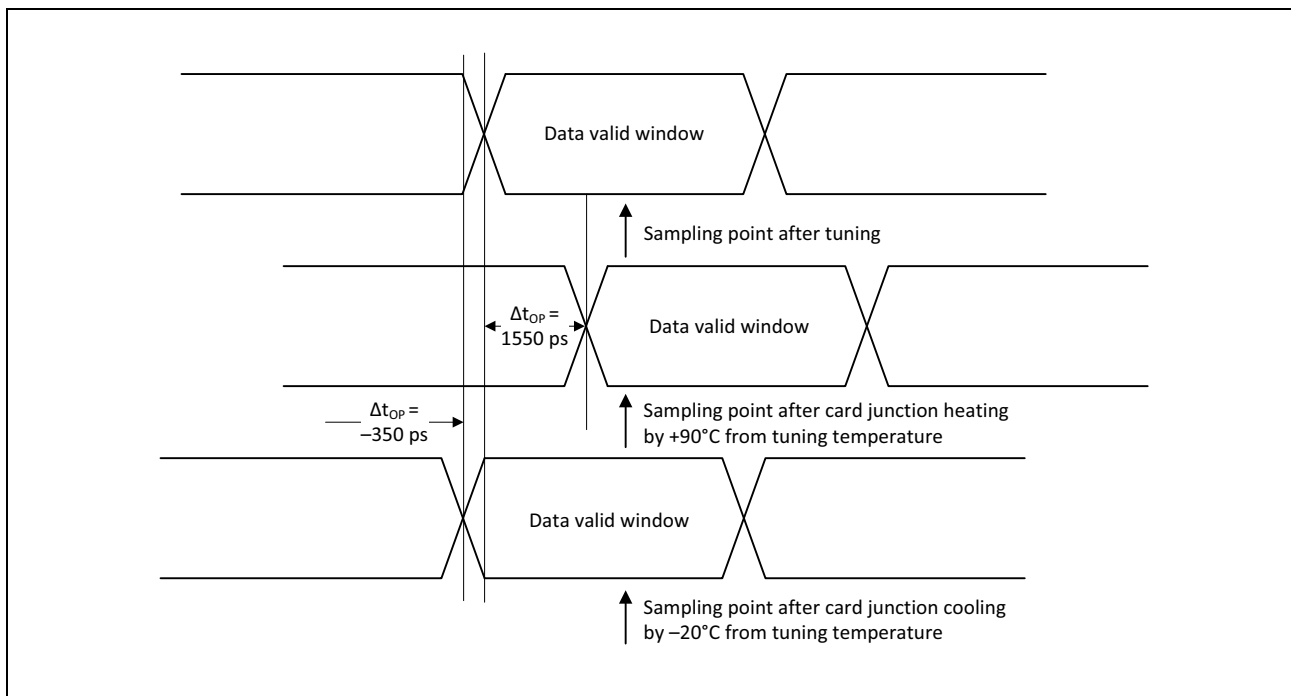 Data valid window
Sampling point after tuning
Δt_OP =
1550 ps
Data valid window
Δt_OP =
–350 ps
Sampling point after card junction heating
by +90°C from tuning temperature
Data valid window
Sampling point after card junction cooling
by –20°C from tuning temperature